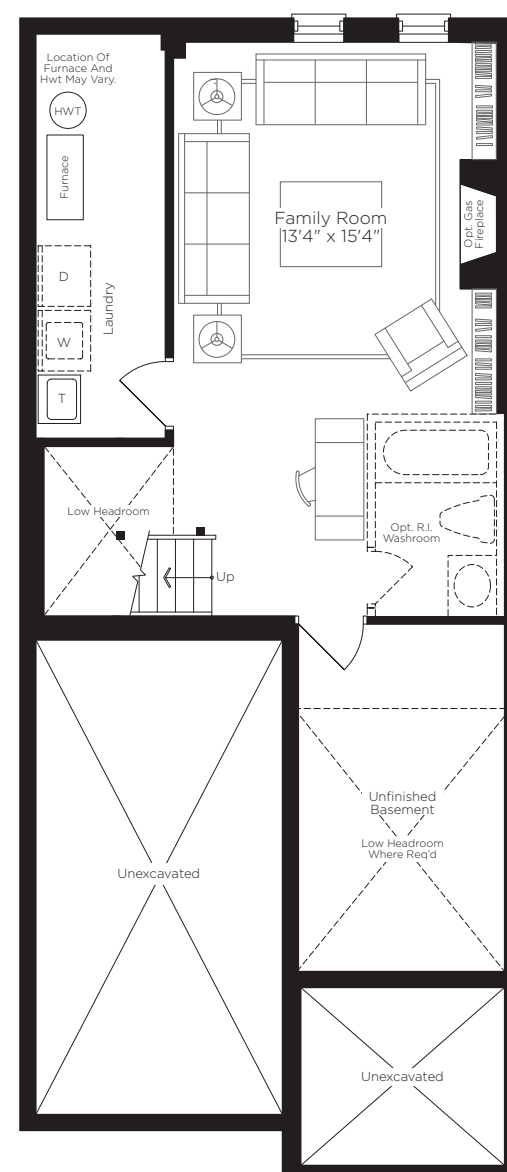 Location Of
Furnace And
Hwt May Vary.
HWT
Furnace
D
W
T
Laundry
Family Room
13'4" x 15'4"
Opt. Gas
Fireplace
Low Headroom
Up
Opt. R.I.
Washroom
Unfinished
Basement
Low Headroom
Where Req'd
Unexcavated
Unexcavated